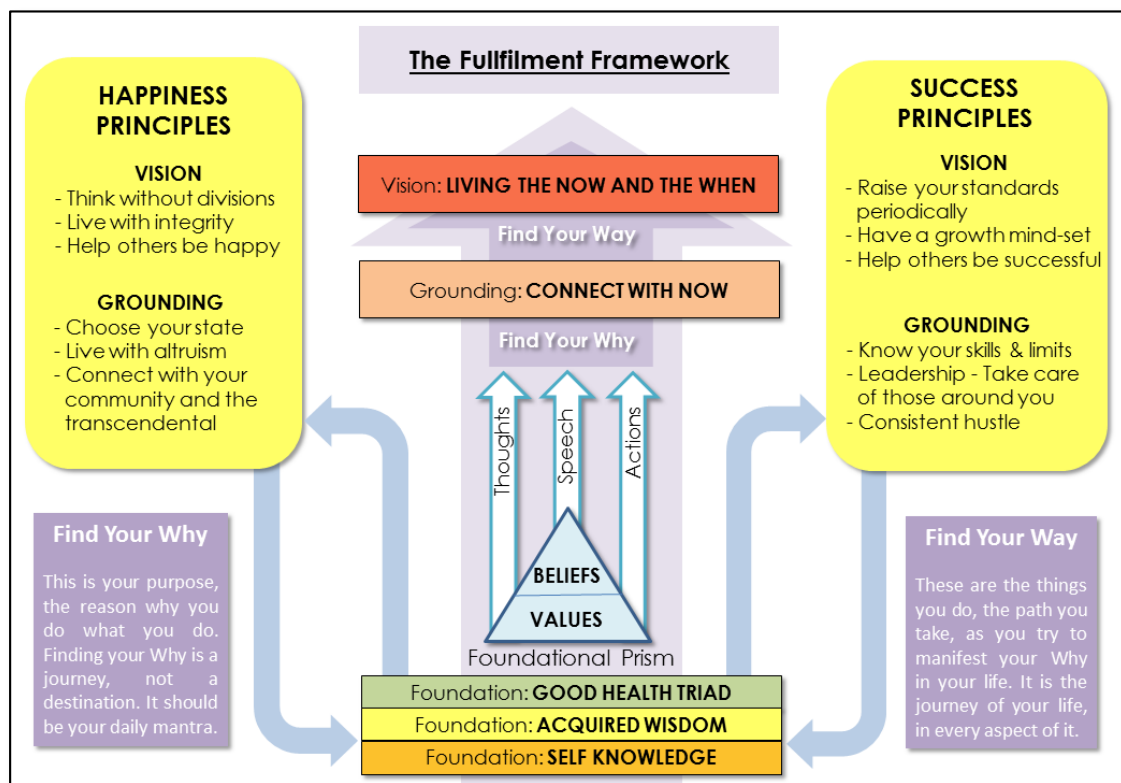 The Fullfilment Framework
HAPPINESS
PRINCIPLES
VISION
- Think without divisions
- Live with integrity
- Help others be happy
GROUNDING
- Choose your state
- Live with altruism
- Connect with your
community and the
transcendental
Vision: LIVING THE NOW AND THE WHEN
Find Your Way
Grounding: CONNECT WITH NOW
Find Your Why
Thoughts
Speech
Actions
BELIEFS
VALUES
Foundational Prism
Foundation: GOOD HEALTH TRIAD
Foundation: ACQUIRED WISDOM
Foundation: SELF KNOWLEDGE
SUCCESS
PRINCIPLES
VISION
- Raise your standards
periodically
- Have a growth mind-set
- Help others be successful
GROUNDING
- Know your skills & limits
- Leadership - Take care
of those around you
- Consistent hustle
Find Your Why
This is your purpose,
the reason why you
do what you do.
Finding your Why is a
journey, not a
destination. It should
be your daily mantra.
Find Your Way
These are the things
you do, the path you
take, as you try to
manifest your Why
in your life. It is the
journey of your life,
in every aspect of it.